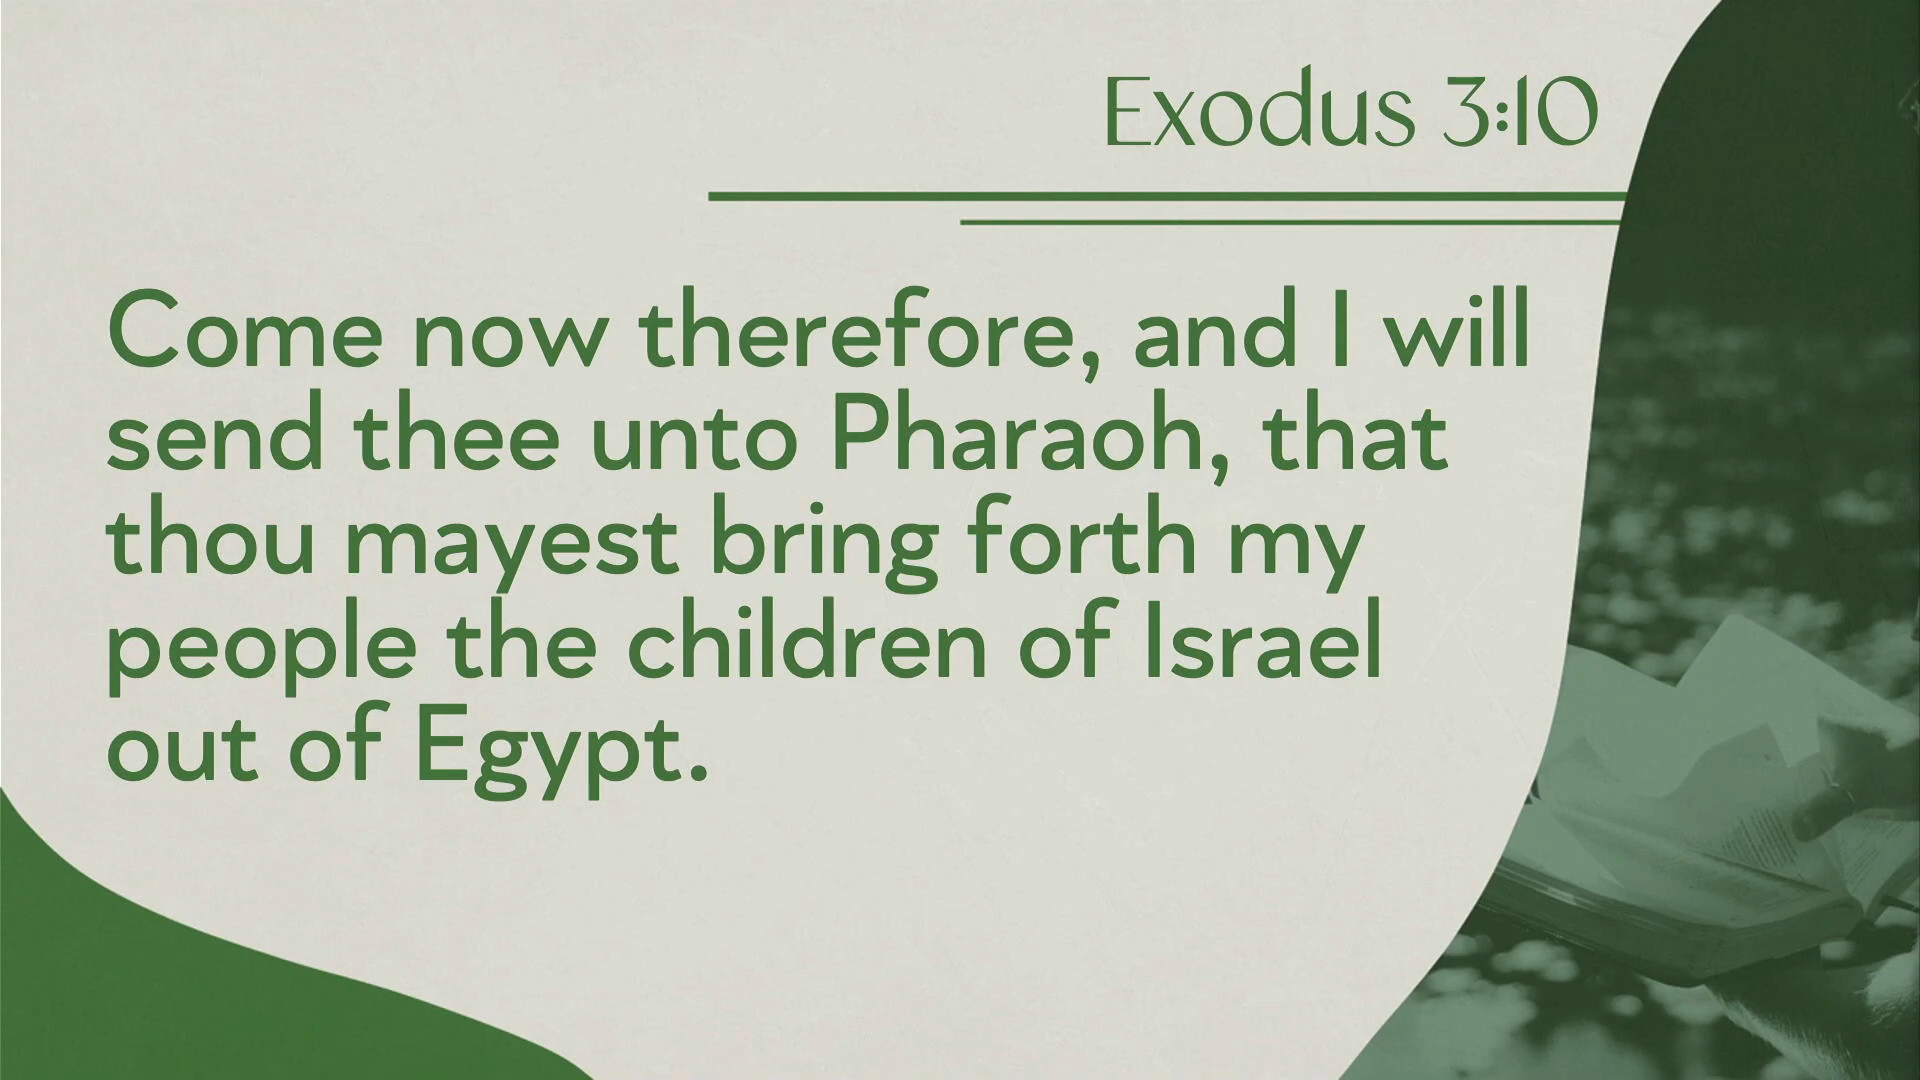 Exodus 3:10
Come now therefore, and I will
send thee unto Pharaoh, that
thou mayest bring forth my
people the children of Israel
out of Egypt.